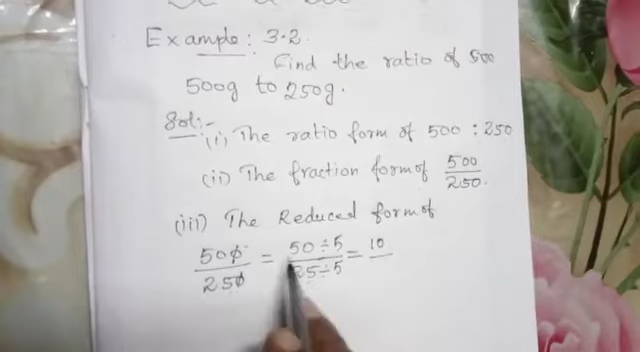 Example: 3.2.
Find the ratio of 500
500g to 250g.
Sol:-
(i) The ratio form of 500 : 250
(ii) The fraction form of 500/250.
(iii) The Reduced form of
500/250 = 50÷5/25÷5 = 10